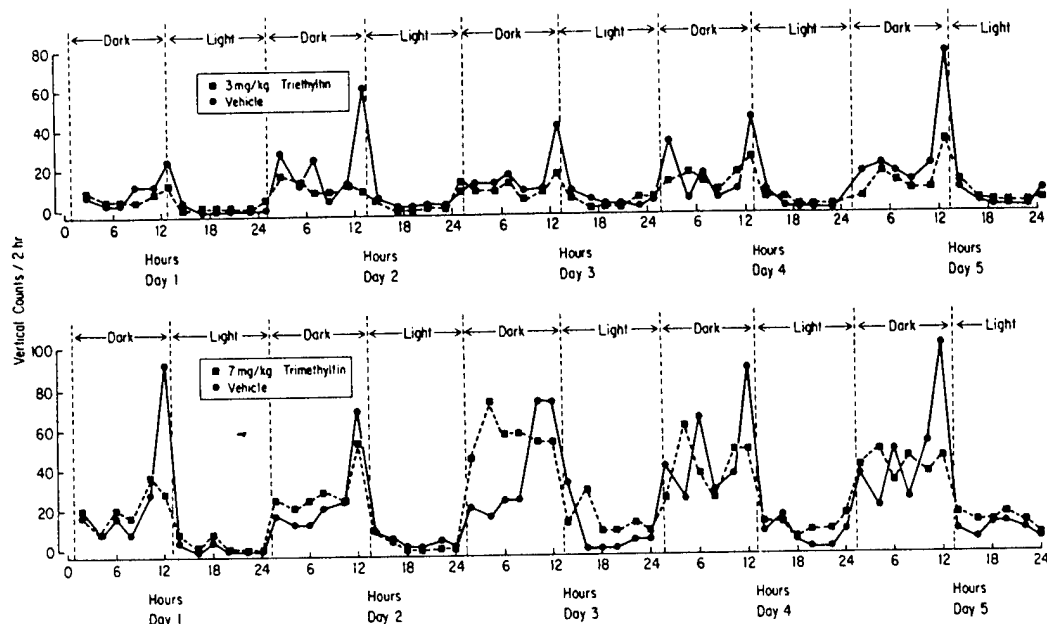 Dark Light Dark Light Dark Light Dark Light Dark Light
80
60
40
20
0
3 mg/kg Triethyltin
Vehicle
0 6 12 18 24 6 12 18 24 6 12 18 24 6 12 18 24 6 12 18 24
Hours Hours Hours Hours Hours
Day 1 Day 2 Day 3 Day 4 Day 5
Vertical Counts / 2 hr
Dark Light Dark Light Dark Light Dark Light Dark Light
100
80
60
40
20
0
7 mg/kg Trimethyltin
Vehicle
0 6 12 18 24 6 12 18 24 6 12 18 24 6 12 18 24 6 12 18 24
Hours Hours Hours Hours Hours
Day 1 Day 2 Day 3 Day 4 Day 5